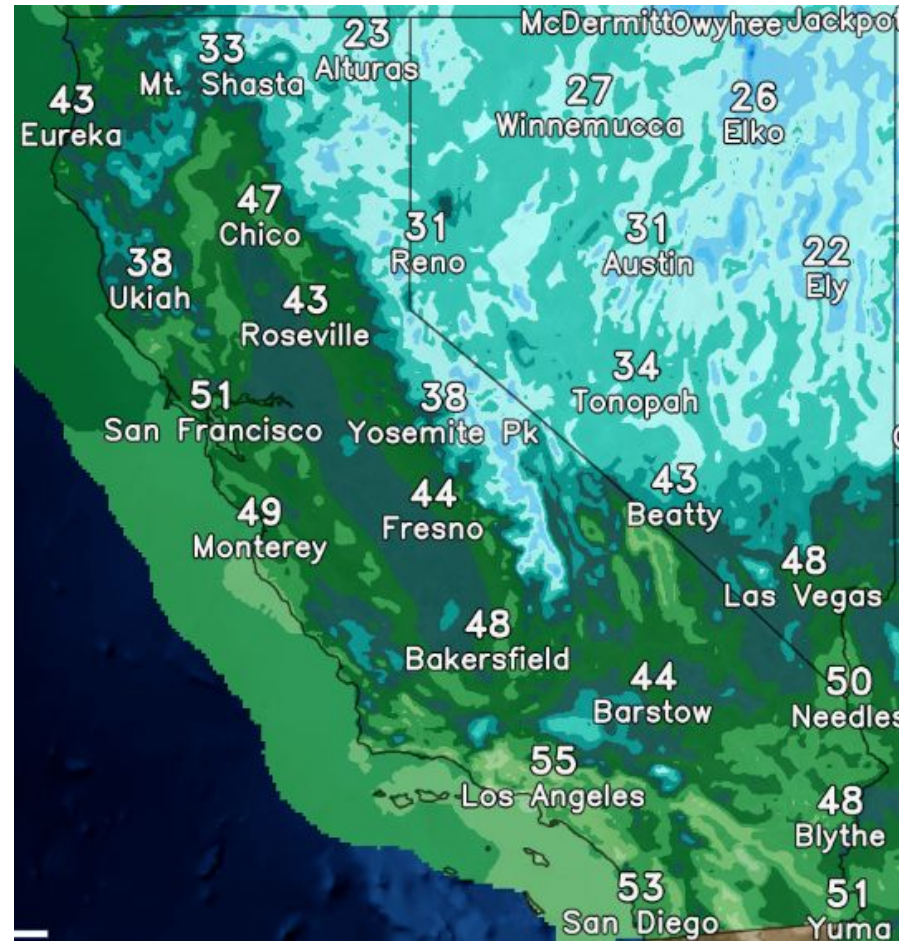 McDermitt Owyhee Jackpot
23
Alturas
33
Mt. Shasta
43
Eureka
27
Winnemucca
26
Elko
47
Chico
31
Reno
31
Austin
22
Ely
38
Ukiah
43
Roseville
34
Tonopah
51
San Francisco
38
Yosemite Pk
43
Beatty
44
Fresno
49
Monterey
48
Las Vegas
48
Bakersfield
44
Barstow
50
Needles
55
Los Angeles
48
Blythe
53
San Diego
51
Yuma